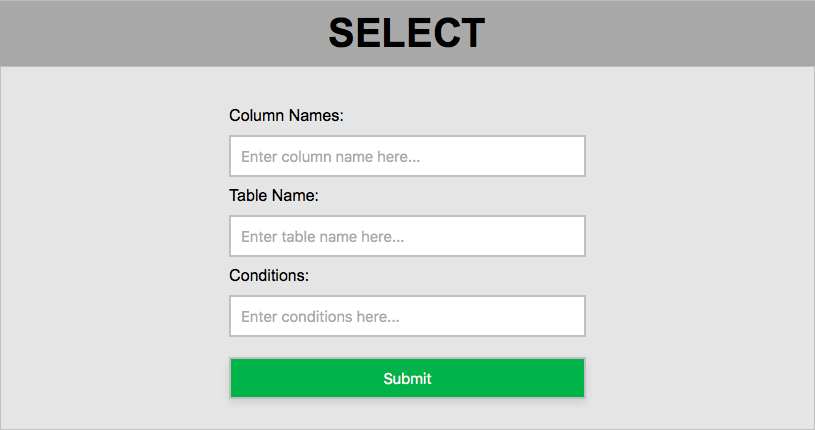 SELECT
Column Names:
Enter column name here...
Table Name:
Enter table name here...
Conditions:
Enter conditions here...
Submit